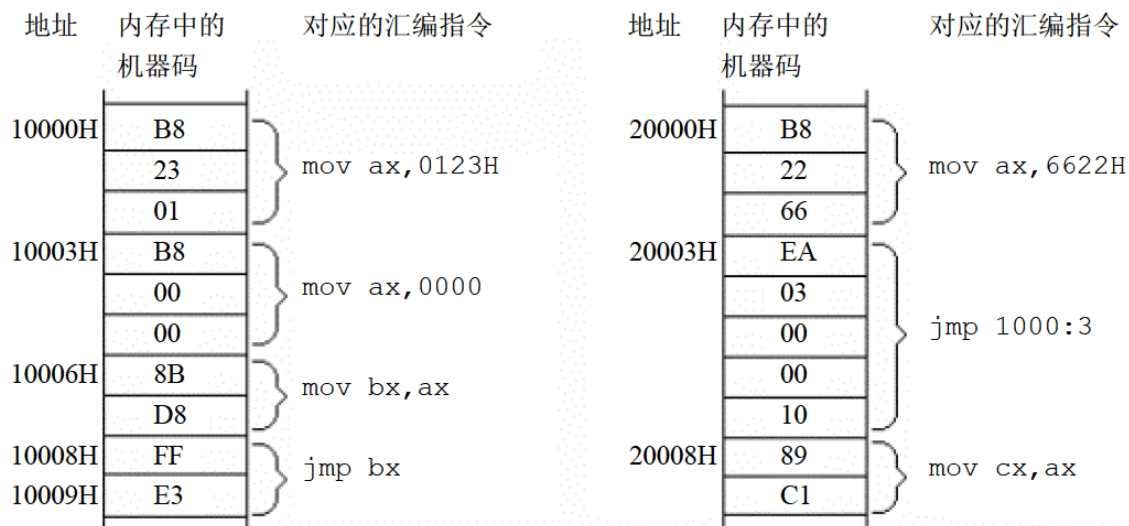 地址 内存中的 对应的汇编指令
机器码
10000H B8
23 mov ax,0123H
01
10003H B8
00 mov ax,0000
00
10006H 8B
D8 mov bx,ax
10008H FF
jmp bx
10009H E3
地址 内存中的 对应的汇编指令
机器码
20000H B8
22 mov ax,6622H
66
20003H EA
03
00 jmp 1000:3
00
10
20008H 89
mov cx,ax
C1